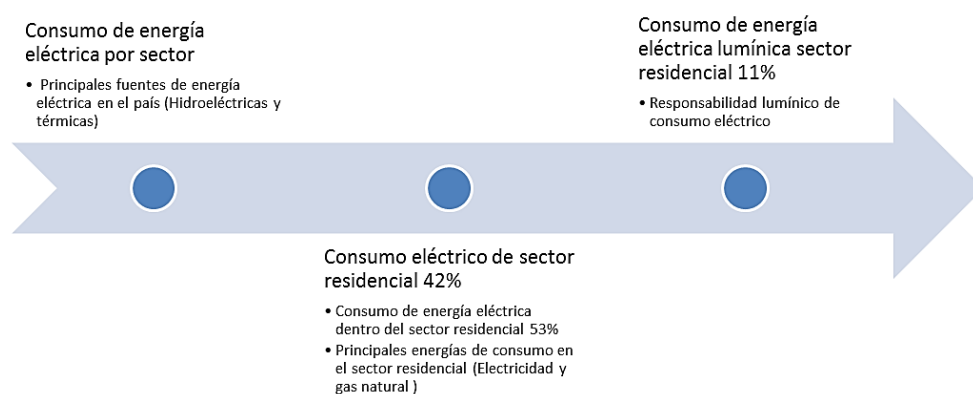 Consumo de energía
eléctrica por sector
• Principales fuentes de energía
eléctrica en el país (Hidroeléctricas y
térmicas)
Consumo eléctrico de sector
residencial 42%
• Consumo de energía eléctrica
dentro del sector residencial 53%
• Principales energías de consumo en
el sector residencial (Electricidad y
gas natural )
Consumo de energía
eléctrica lumínica sector
residencial 11%
• Responsabilidad lumínico de
consumo eléctrico